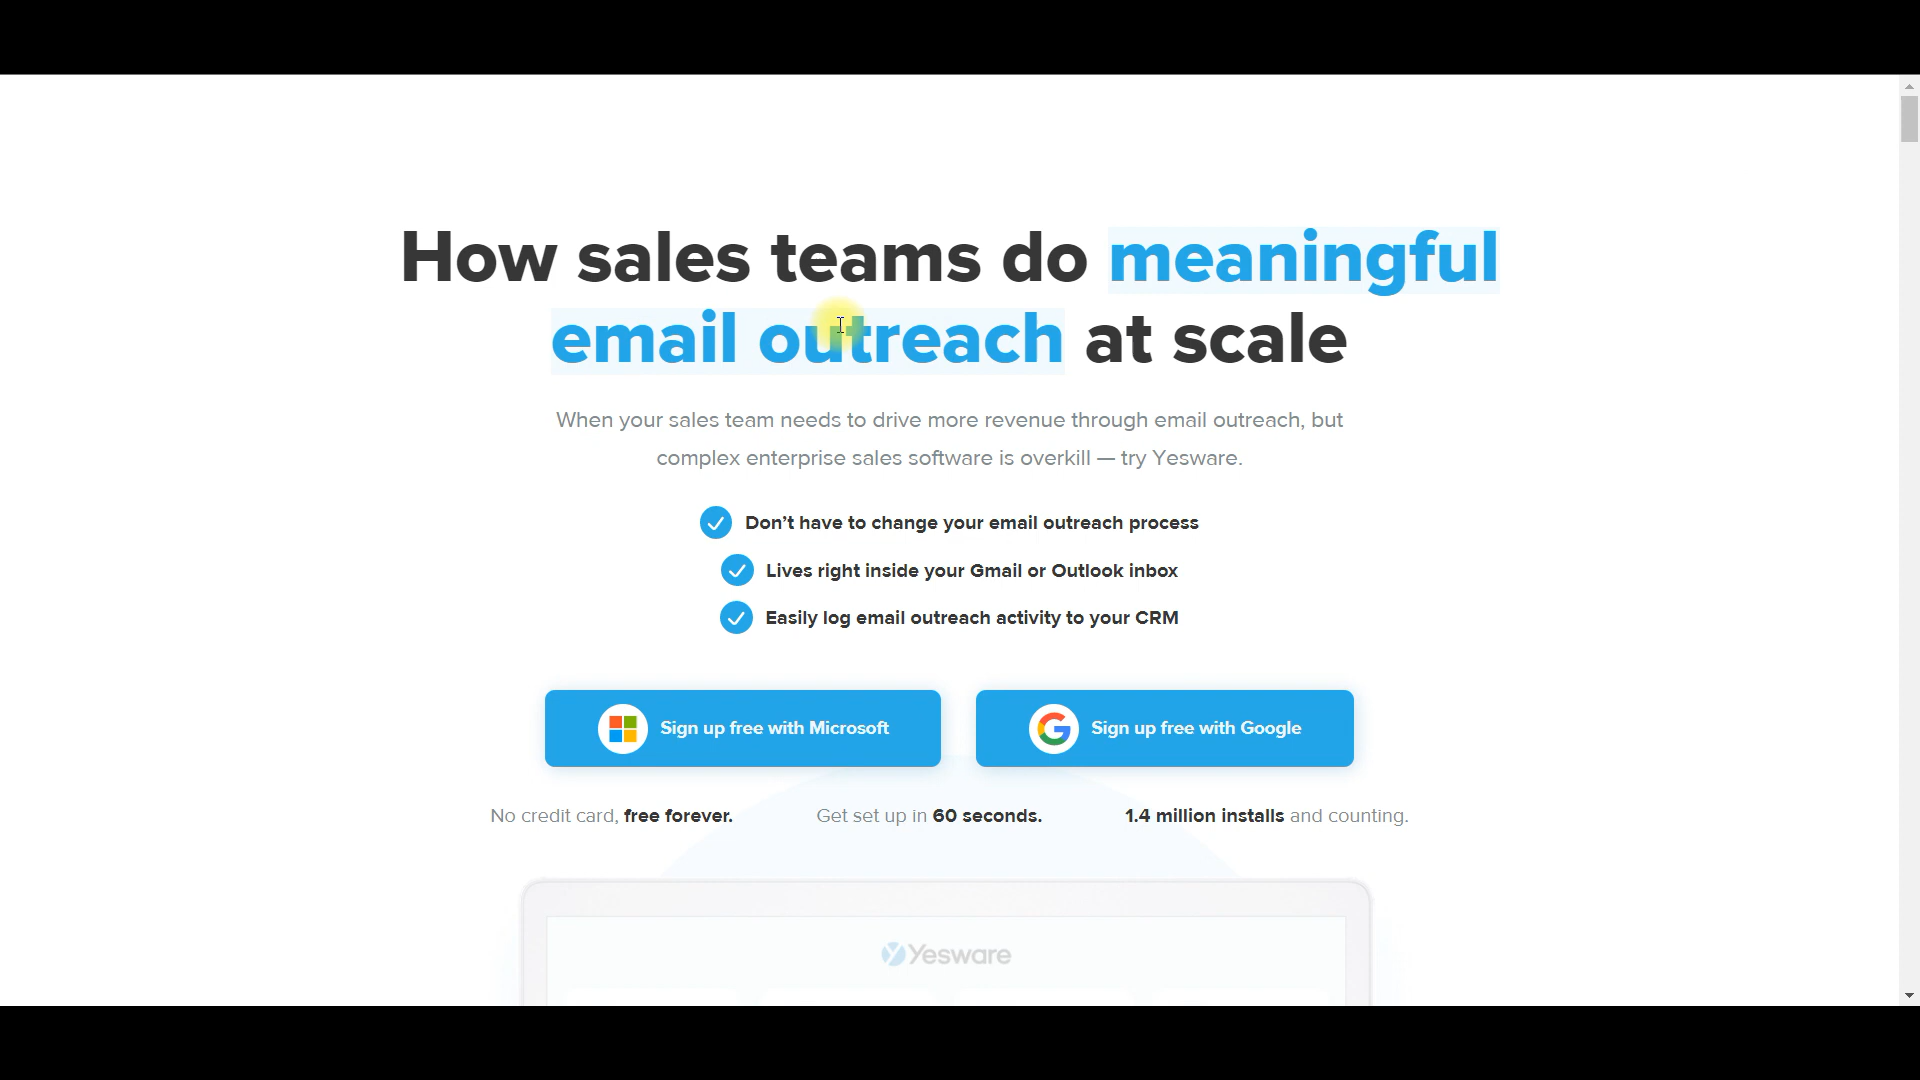 How sales teams do meaningful
email outreach at scale
When your sales team needs to drive more revenue through email outreach, but
complex enterprise sales software is overkill — try Yesware.
Don’t have to change your email outreach process
Lives right inside your Gmail or Outlook inbox
Easily log email outreach activity to your CRM
Sign up free with Microsoft
Sign up free with Google
No credit card, free forever.
Get set up in 60 seconds.
1.4 million installs and counting.
Yesware